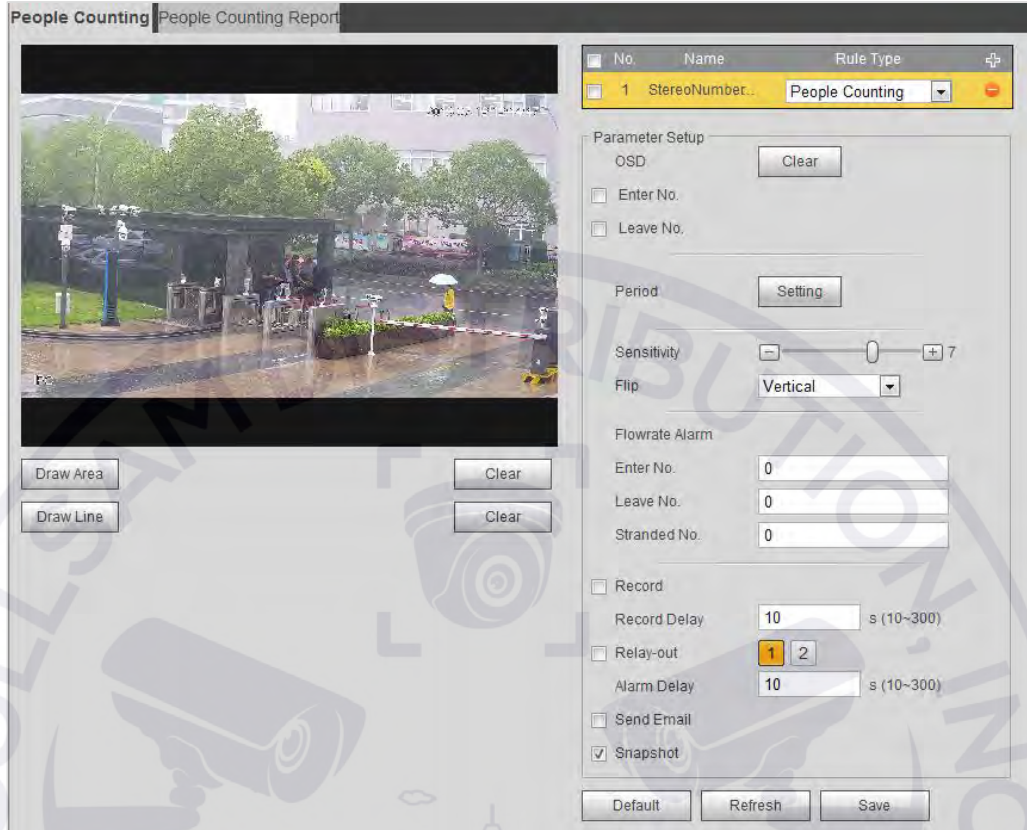 People Counting People Counting Report
No. Name Rule Type
1 StereoNumber.. People Counting
Parameter Setup
OSD Clear
Enter No.
Leave No.
Period Setting
Sensitivity 7
Flip Vertical
Flowrate Alarm
Draw Area Clear
Enter No. 0
Leave No. 0
Draw Line Clear
Stranded No. 0
Record
Record Delay 10 s (10~300)
Relay-out 1 2
Alarm Delay 10 s (10~300)
Send Email
Snapshot
Default Refresh Save